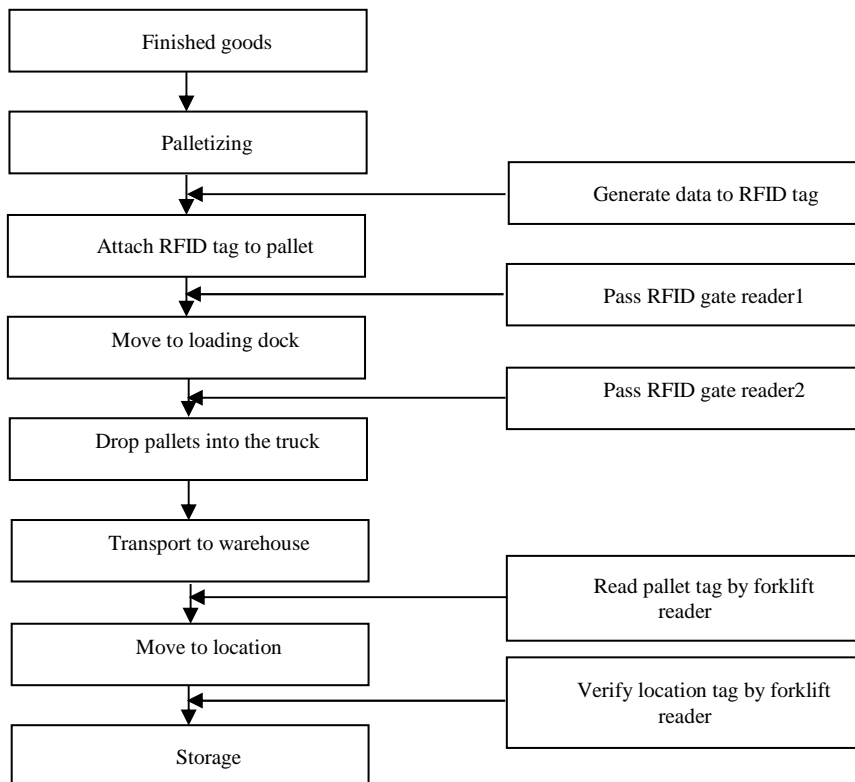 Finished goods
Palletizing
Generate data to RFID tag
Attach RFID tag to pallet
Pass RFID gate reader1
Move to loading dock
Pass RFID gate reader2
Drop pallets into the truck
Transport to warehouse
Read pallet tag by forklift
reader
Move to location
Verify location tag by forklift
reader
Storage